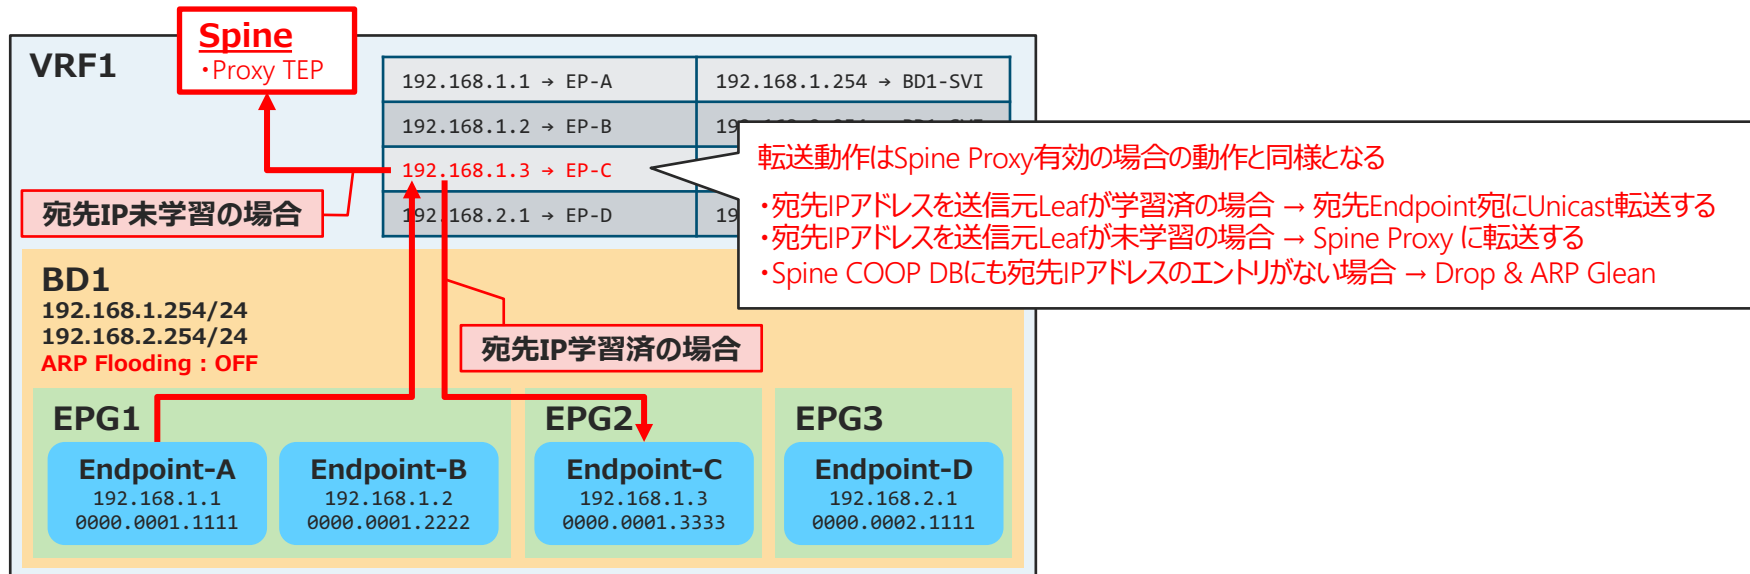 Spine
・Proxy TEP
VRF1
192.168.1.1 → EP-A
192.168.1.254 → BD1-SVI
192.168.1.2 → EP-B
192.168.1.3 → EP-C
192.168.2.1 → EP-D
宛先IP未学習の場合
転送動作はSpine Proxy有効の場合の動作と同様となる
・宛先IPアドレスを送信元Leafが学習済の場合 → 宛先Endpoint宛にUnicast転送する
・宛先IPアドレスを送信元Leafが未学習の場合 → Spine Proxy に転送する
・Spine COOP DBにも宛先IPアドレスのエントリがない場合 → Drop & ARP Glean
BD1
192.168.1.254/24
192.168.2.254/24
ARP Flooding : OFF
宛先IP学習済の場合
EPG1
Endpoint-A
192.168.1.1
0000.0001.1111
Endpoint-B
192.168.1.2
0000.0001.2222
EPG2
Endpoint-C
192.168.1.3
0000.0001.3333
EPG3
Endpoint-D
192.168.2.1
0000.0002.1111